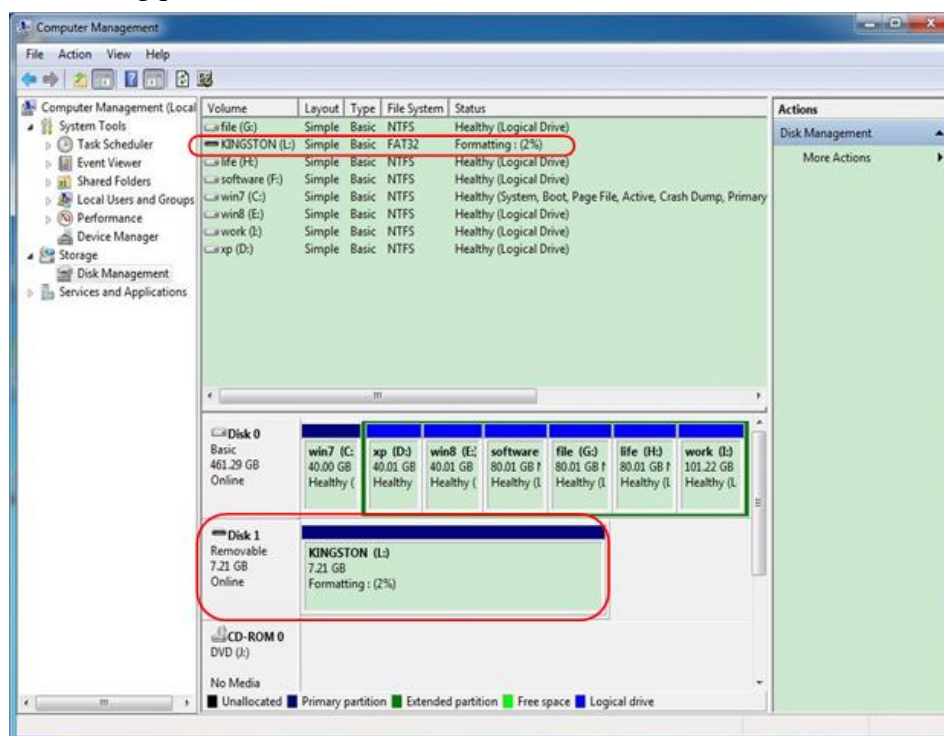 Computer Management
File Action View Help
Computer Management (Local
System Tools
Task Scheduler
Event Viewer
Shared Folders
Local Users and Groups
Performance
Device Manager
Storage
Disk Management
Services and Applications
Volume Layout Type File System Status
file (G:) Simple Basic NTFS Healthy (Logical Drive)
KINGSTON (L:) Simple Basic FAT32 Formatting : (2%)
life (H:) Simple Basic NTFS Healthy (Logical Drive)
software (F:) Simple Basic NTFS Healthy (Logical Drive)
win7 (C:) Simple Basic NTFS Healthy (System, Boot, Page File, Active, Crash Dump, Primary
win8 (E:) Simple Basic NTFS Healthy (Logical Drive)
work (I:) Simple Basic NTFS Healthy (Logical Drive)
xp (D:) Simple Basic NTFS Healthy (Logical Drive)
Actions
Disk Management
More Actions
Disk 0
Basic
461.29 GB
Online
win7 (C: xp (D:) win8 (E: software file (G:) life (H:) work (I:)
40.00 GB 40.01 GB 40.01 GB 80.01 GB 80.01 GB 80.01 GB 101.22 GB
Healthy ( Healthy Healthy ( Healthy (L Healthy (L Healthy (L Healthy (L
Disk 1
Removable
7.21 GB
Online
KINGSTON (L:)
7.21 GB
Formatting : (2%)
CD-ROM 0
DVD (J:)
No Media
Unallocated Primary partition Extended partition Free space Logical drive